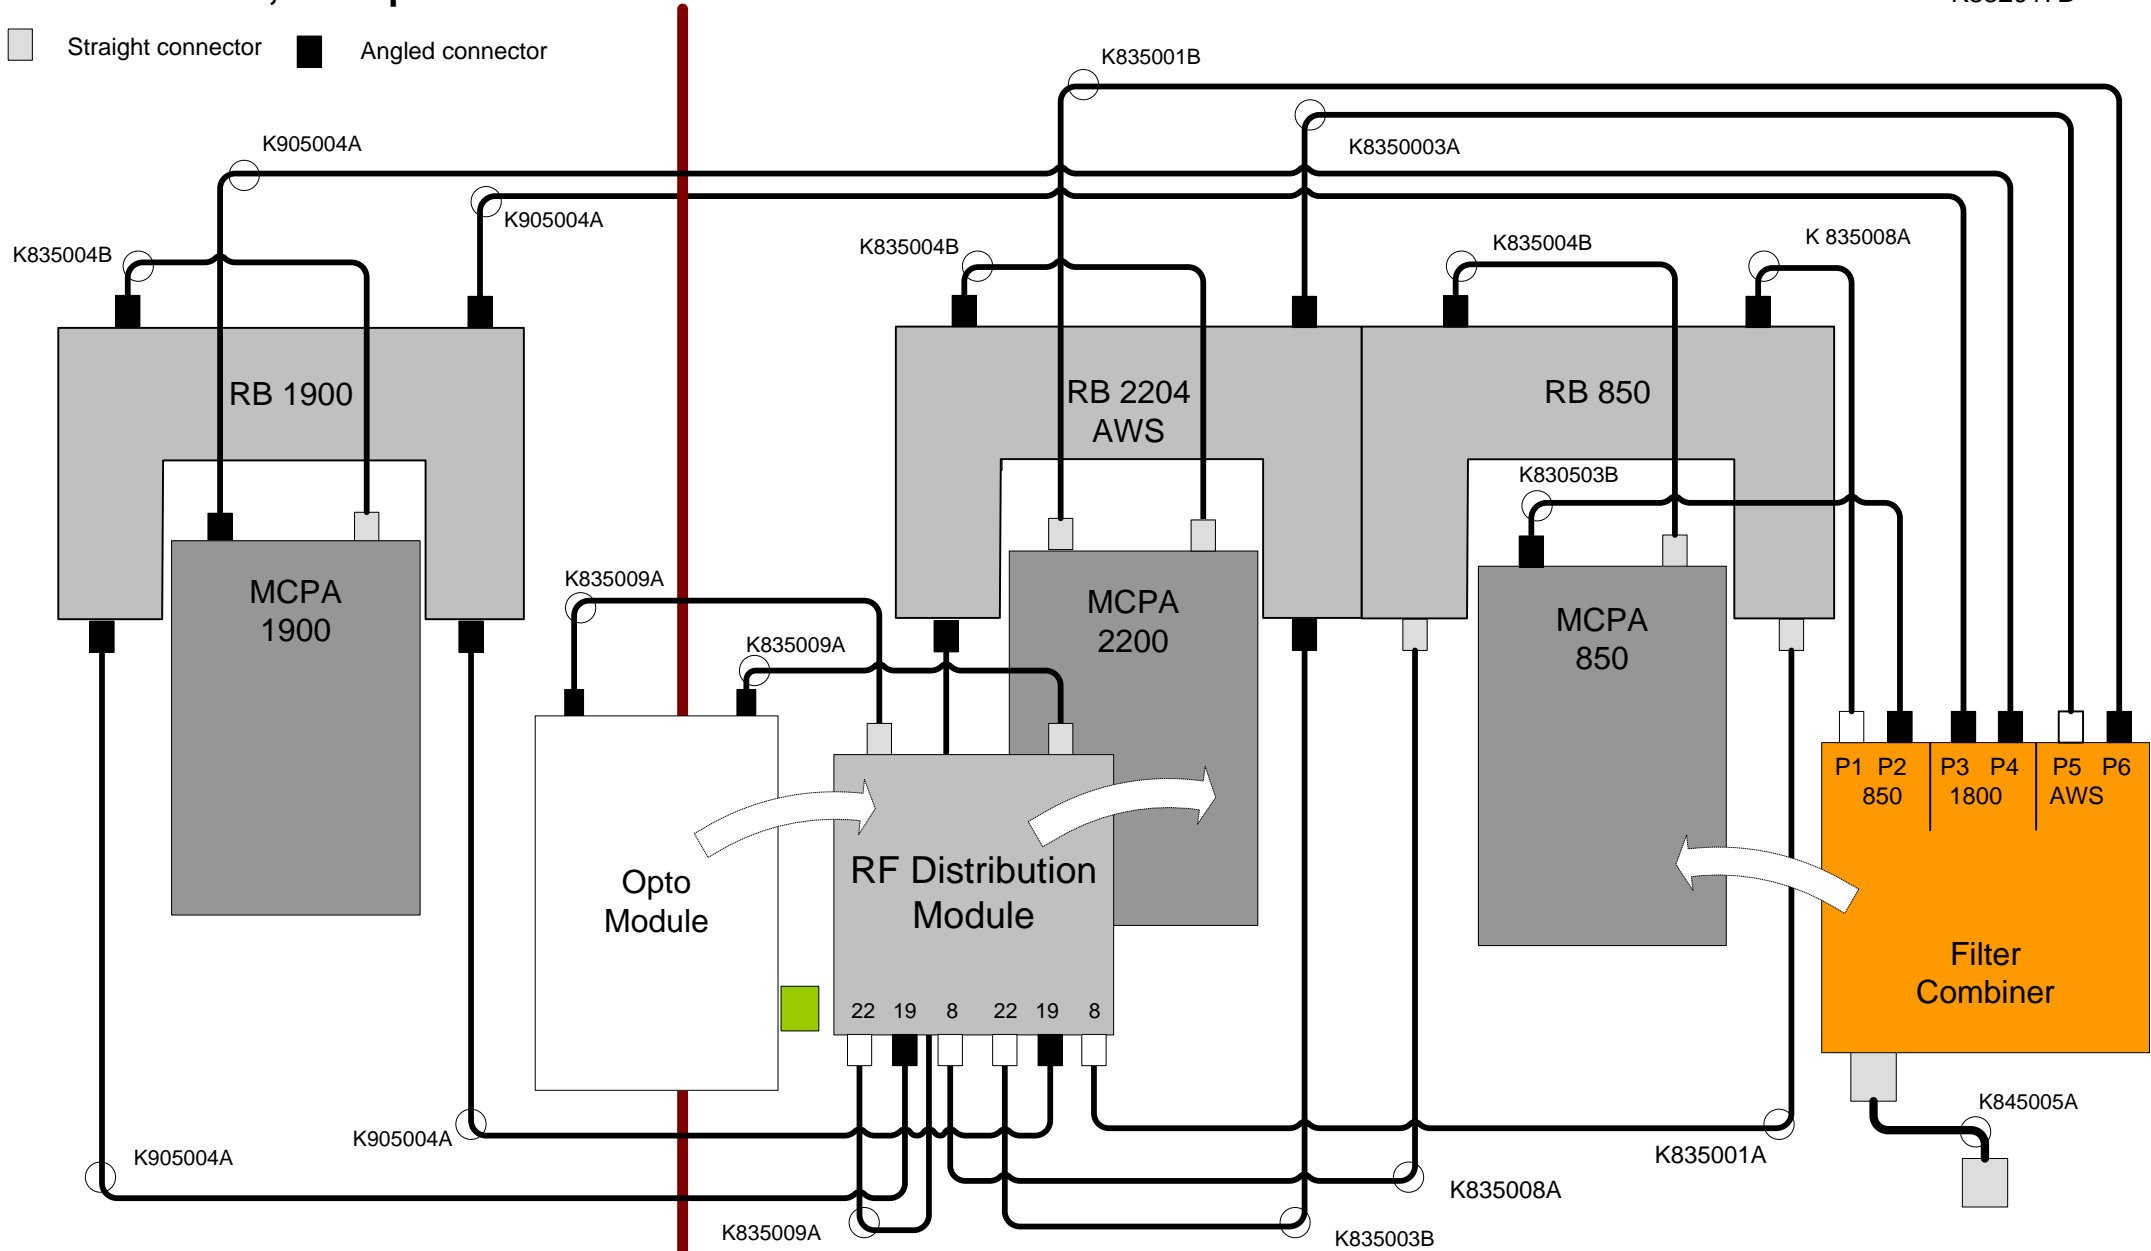 Straight connector
Angled connector
K835001B
K8350003A
K905004A
K905004A
K835004B
K835004B
K835004B
K 835008A
RB 1900
RB 2204
AWS
RB 850
K830503B
MCPA
1900
K835009A
K835009A
MCPA
2200
MCPA
850
P1 P2 P3 P4 P5 P6
850 1800 AWS
Opto
Module
RF Distribution
Module
Filter
Combiner
22 19 8 22 19 8
K905004A
K905004A
K835009A
K835001A
K835008A
K835003B
K845005A